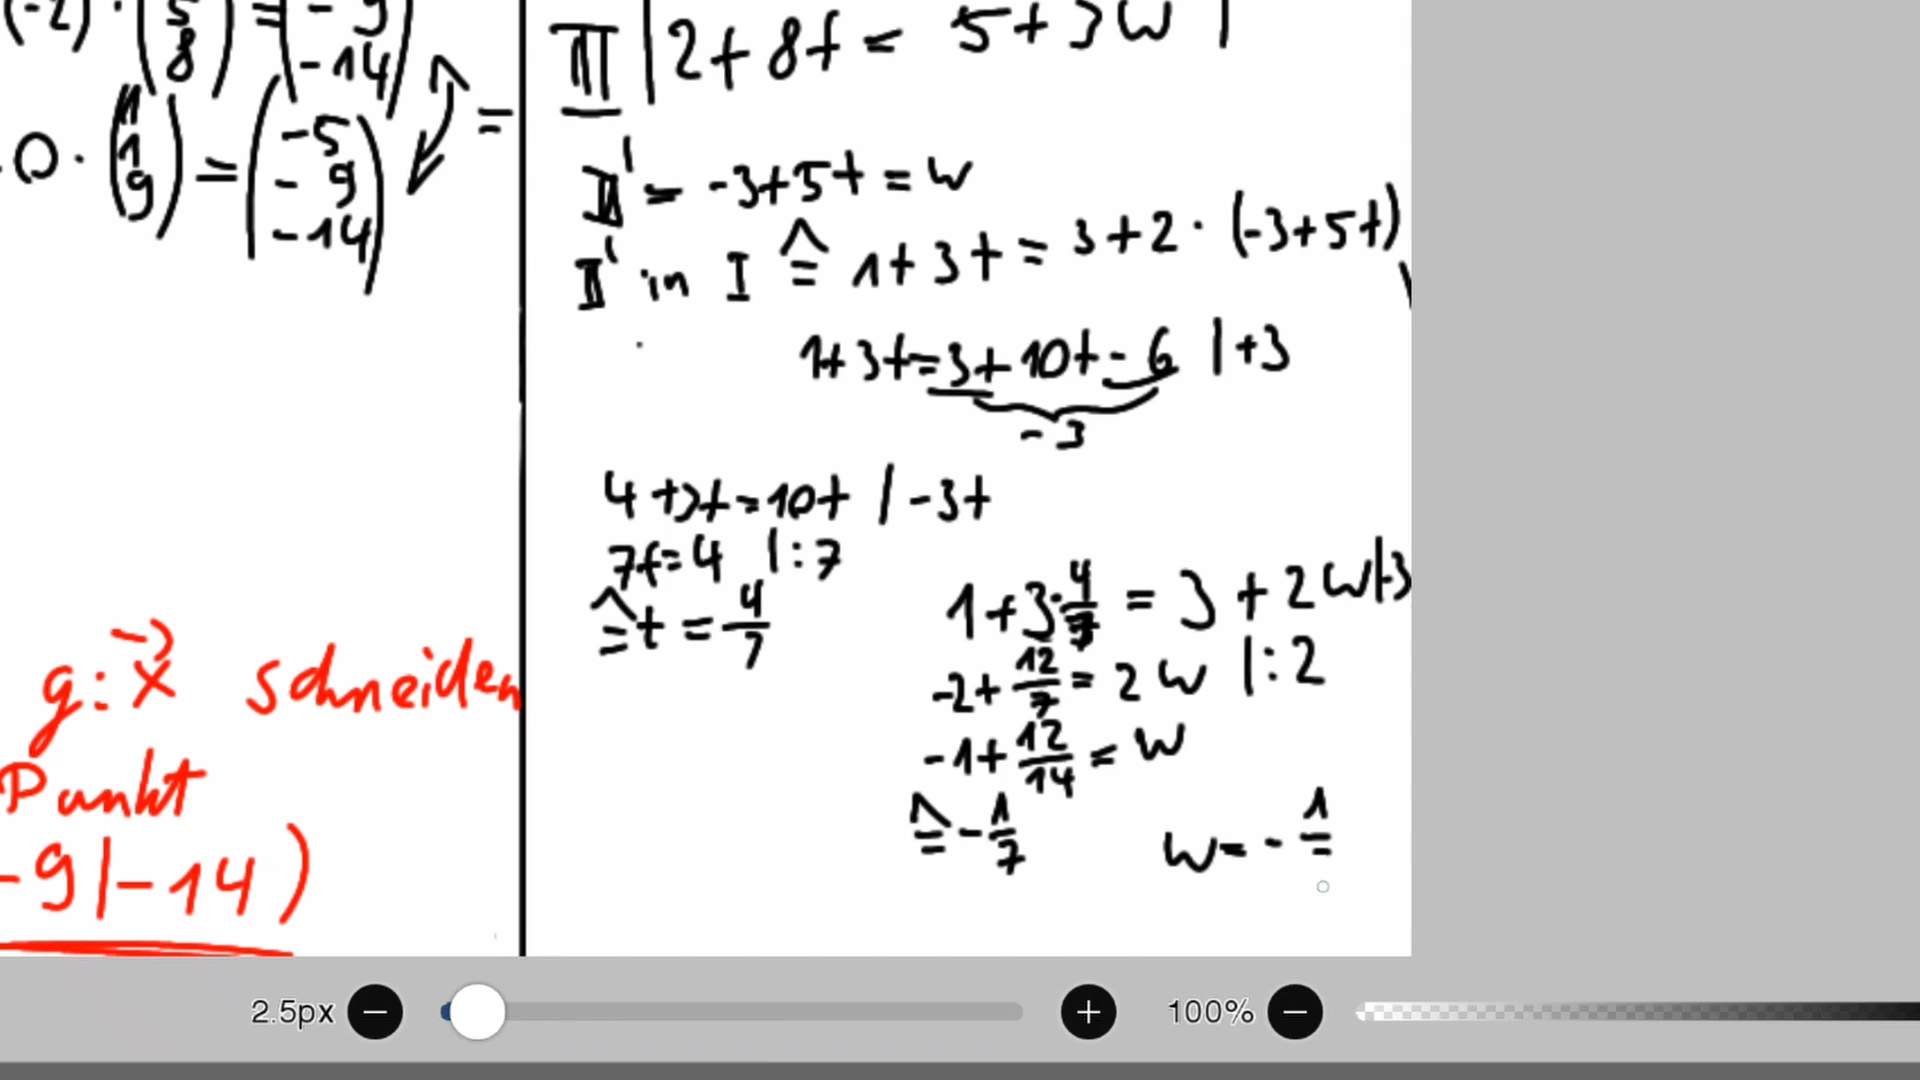 (-2) · ( 5 8 ) = ( - 9 -14 )
0 · ( 11 1 9 ) = ( -5 - 9 -14 ) =
g: x⃗ schneiden
Punkt
-9|-14)
III | 2+8t = 5+3w |
II' = -3+5t = w
II' in I ≙ 1+3t = 3+2 · (-3+5t)
1+3t=3+10t-6 |+3
-3
4+3t=10t |-3t
7t=4 |:7
≙ t = 4/7
1+3·4/7 = 3+2w|-3
-2+12/7 = 2w |:2
-1+12/14 = w
≙ -1/7 w= - 1
2.5px
100%